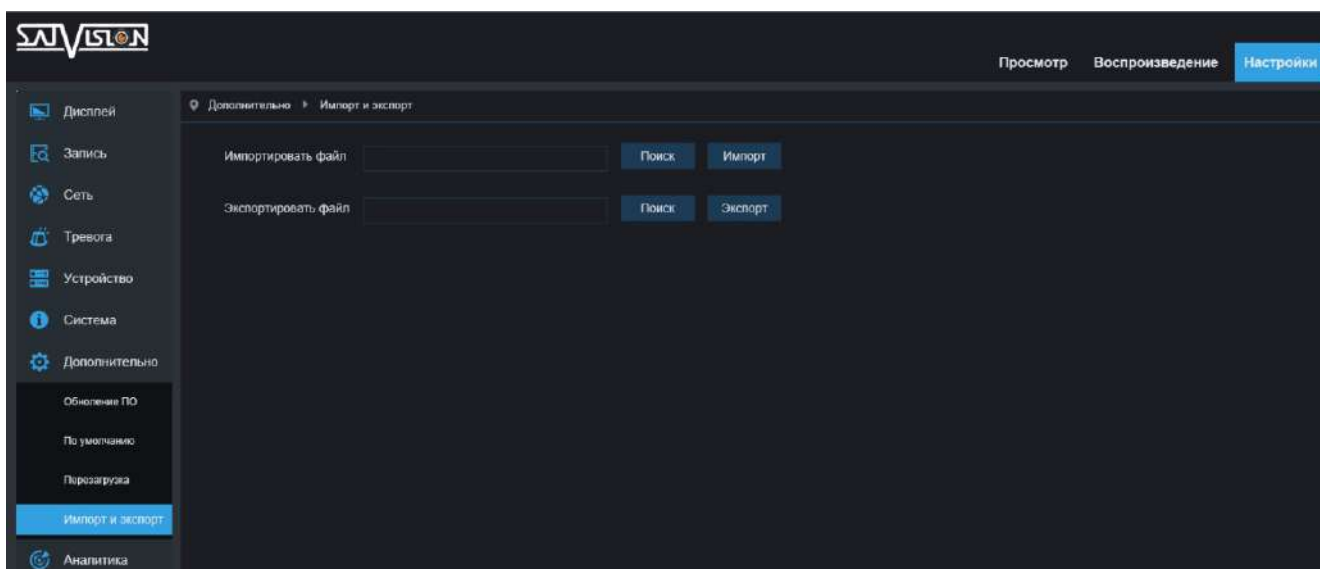 SATVISION
Просмотр Воспроизведение Настройки
Дополнительно Импорт и экспорт
Дисплей
Запись
Сеть
Тревога
Устройство
Система
Дополнительно
Обновление ПО
По умолчанию
Перезагрузка
Импорт и экспорт
Аналитика
Импортировать файл Поиск Импорт
Экспортировать файл Поиск Экспорт